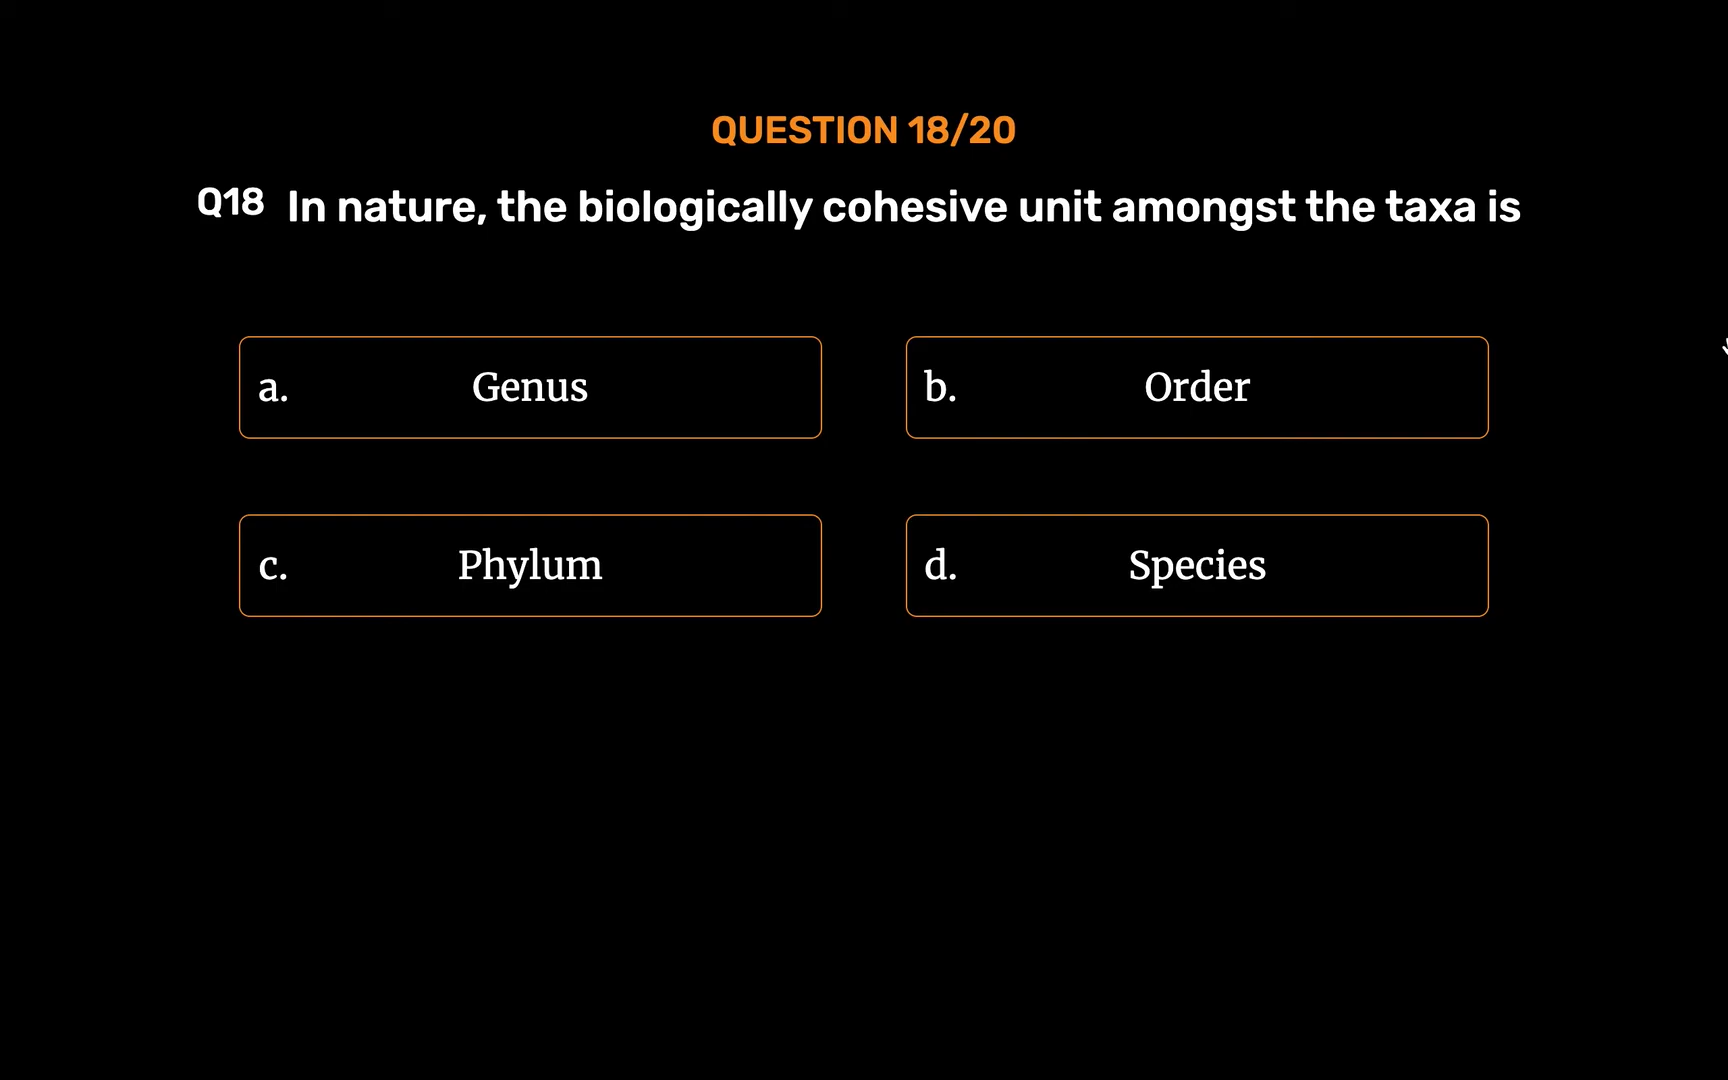 QUESTION 18/20
Q18 In nature, the biologically cohesive unit amongst the taxa is
a. Genus
b. Order
c. Phylum
d. Species